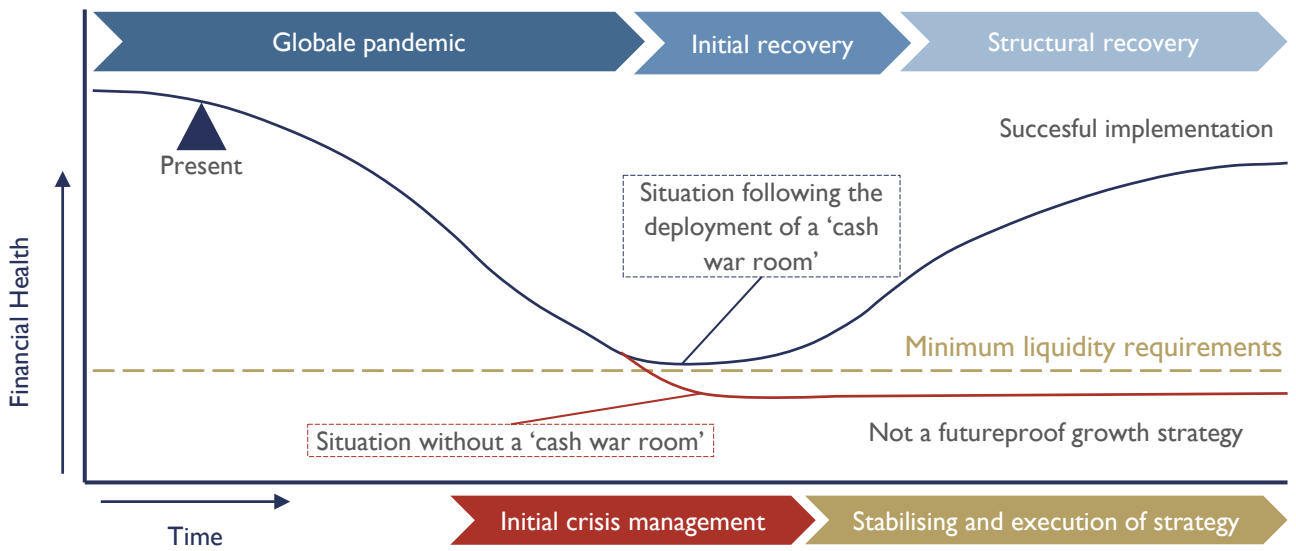 Globale pandemic
Initial recovery
Structural recovery
Succesful implementation
Present
Situation following the
deployment of a ‘cash
war room’
Financial Health
Minimum liquidity requirements
Situation without a ‘cash war room’
Not a futureproof growth strategy
Time
Initial crisis management
Stabilising and execution of strategy